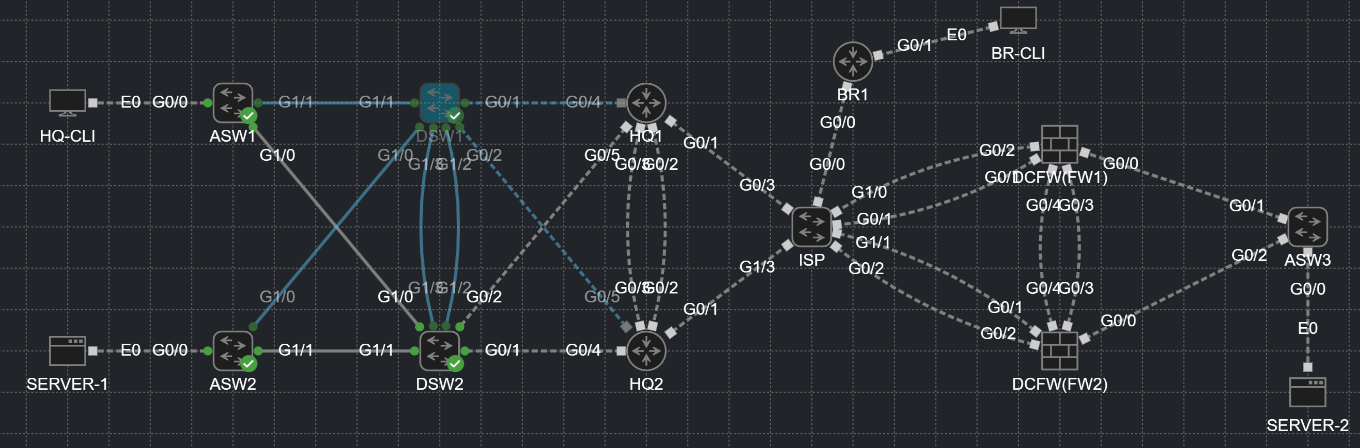 BR-CLI
G0/1
E0
BR1
G0/0
G0/0
HQ-CLI
E0
G0/0
ASW1
G1/1
G1/1
DSW1
G0/1
G0/4
HQ1
G0/1
G0/3
G1/0
G1/0
G1/3
G1/2
G0/2
G0/5
G0/3
G0/2
G0/2
G0/1
DCFW(FW1)
G0/0
G1/0
G0/1
G1/1
G0/2
ISP
G0/4
G0/3
G0/1
G0/2
ASW3
G0/0
E0
SERVER-2
G1/3
G0/1
G1/0
G1/0
G1/3
G1/2
G0/2
G0/5
G0/3
G0/2
G0/4
G0/3
G0/1
G0/2
G0/0
DCFW(FW2)
SERVER-1
E0
G0/0
ASW2
G1/1
G1/1
DSW2
G0/1
G0/4
HQ2